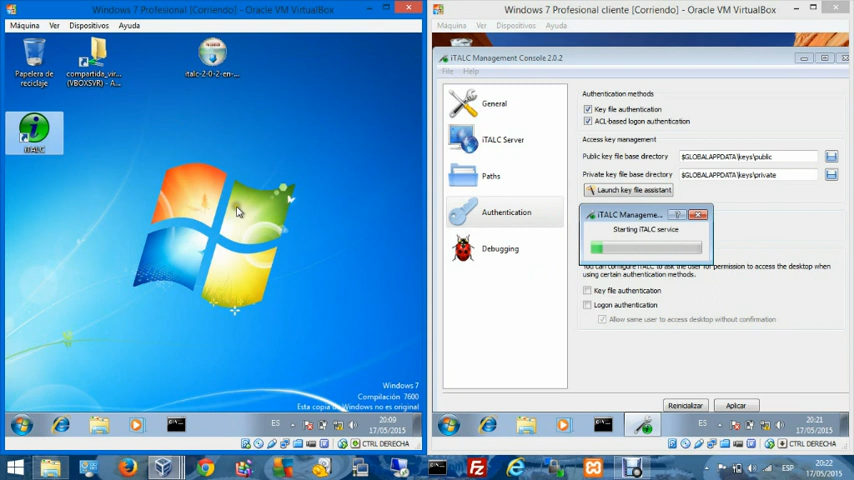 Windows 7 Profesional [Corriendo] - Oracle VM VirtualBox
Máquina Ver Dispositivos Ayuda
Papelera de reciclaje
compartida_vir... (\\VBOXSVR) - A...
italc-2-0-2-en-...
iTALC
Windows 7
Compilación 7600
Esta copia de Windows no es original
ES
20:09
17/05/2015
CTRL DERECHA
Windows 7 Profesional cliente [Corriendo] - Oracle VM VirtualBox
Máquina Ver Dispositivos Ayuda
iTALC Management Console 2.0.2
File Help
General
iTALC Server
Paths
Authentication
Debugging
Authentication methods
Key file authentication
ACL-based logon authentication
Access key management
Public key file base directory
$GLOBALAPPDATA\keys\public
Private key file base directory
$GLOBALAPPDATA\keys\private
Launch key file assistant
iTALC Manageme...
Starting iTALC service
You can configure iTALC to ask the user for permission to access the desktop when
using certain authentication methods.
Key file authentication
Logon authentication
Allow same user to access desktop without confirmation
Reinicializar Aplicar
ES
20:21
17/05/2015
CTRL DERECHA
ESP
20:22
17/05/2015